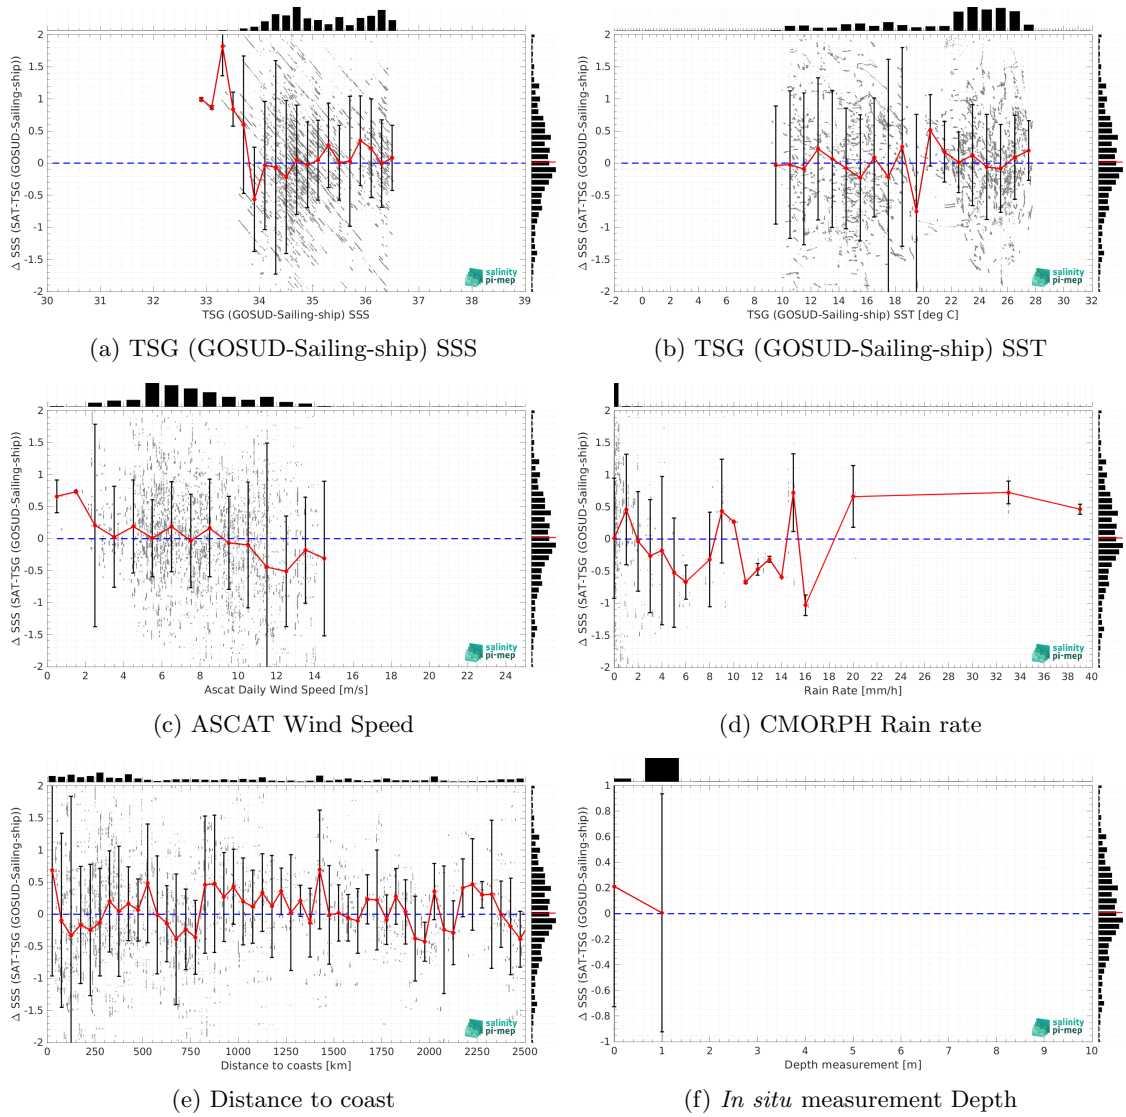 2
1.5
1
0.5
0
-0.5
-1
-1.5
-2
30 31 32 33 34 35 36 37 38 39
TSG (GOSUD-Sailing-ship) SSS
Δ SSS (SAT-TSG (GOSUD-Sailing-ship))
salinity
pi-mep
(a) TSG (GOSUD-Sailing-ship) SSS
2
1.5
1
0.5
0
-0.5
-1
-1.5
-2
-2 0 2 4 6 8 10 12 14 16 18 20 22 24 26 28 30 32
TSG (GOSUD-Sailing-ship) SST [deg C]
Δ SSS (SAT-TSG (GOSUD-Sailing-ship))
salinity
pi-mep
(b) TSG (GOSUD-Sailing-ship) SST
2
1.5
1
0.5
0
-0.5
-1
-1.5
-2
0 2 4 6 8 10 12 14 16 18 20 22 24
Ascat Daily Wind Speed [m/s]
Δ SSS (SAT-TSG (GOSUD-Sailing-ship))
salinity
pi-mep
(c) ASCAT Wind Speed
2
1.5
1
0.5
0
-0.5
-1
-1.5
-2
0 2 4 6 8 10 12 14 16 18 20 22 24 26 28 30 32 34 36 38 40
Rain Rate [mm/h]
Δ SSS (SAT-TSG (GOSUD-Sailing-ship))
salinity
pi-mep
(d) CMORPH Rain rate
2
1.5
1
0.5
0
-0.5
-1
-1.5
-2
0 250 500 750 1000 1250 1500 1750 2000 2250 2500
Distance to coasts [km]
Δ SSS (SAT-TSG (GOSUD-Sailing-ship))
salinity
pi-mep
(e) Distance to coast
1
0.8
0.6
0.4
0.2
0
-0.2
-0.4
-0.6
-0.8
-1
0 1 2 3 4 5 6 7 8 9 10
Depth measurement [m]
Δ SSS (SAT-TSG (GOSUD-Sailing-ship))
salinity
pi-mep
(f) In situ measurement Depth